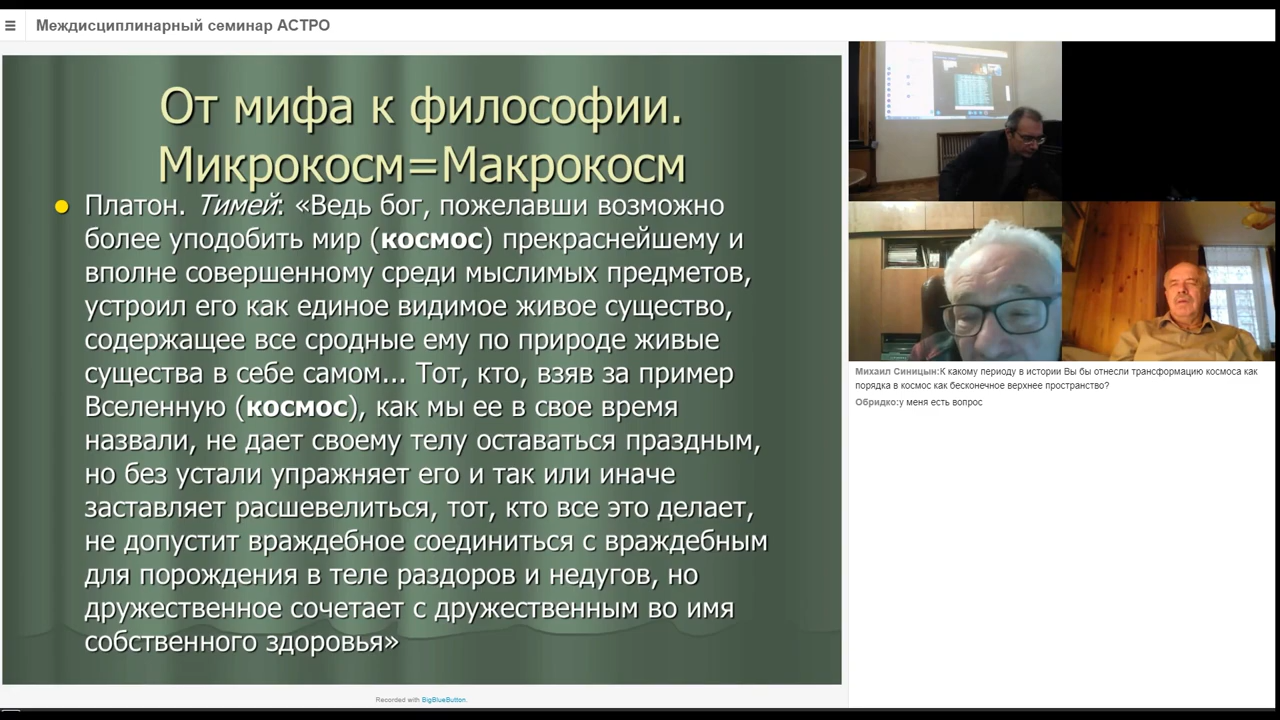 Междисциплинарный семинар АСТРО
От мифа к философии.
Микрокосм=Макрокосм
Платон. Тимей: «Ведь бог, пожелавши возможно
более уподобить мир (космос) прекраснейшему и
вполне совершенному среди мыслимых предметов,
устроил его как единое видимое живое существо,
содержащее все сродные ему по природе живые
существа в себе самом... Тот, кто, взяв за пример
Вселенную (космос), как мы ее в свое время
назвали, не дает своему телу оставаться праздным,
но без устали упражняет его и так или иначе
заставляет расшевелиться, тот, кто все это делает,
не допустит враждебное соединиться с враждебным
для порождения в теле раздоров и недугов, но
дружественное сочетает с дружественным во имя
собственного здоровья»
Михаил Синицын:К какому периоду в истории Вы бы отнесли трансформацию космоса как
порядка в космос как бесконечное верхнее пространство?
Обридко:у меня есть вопрос
Recorded with BigBlueButton.